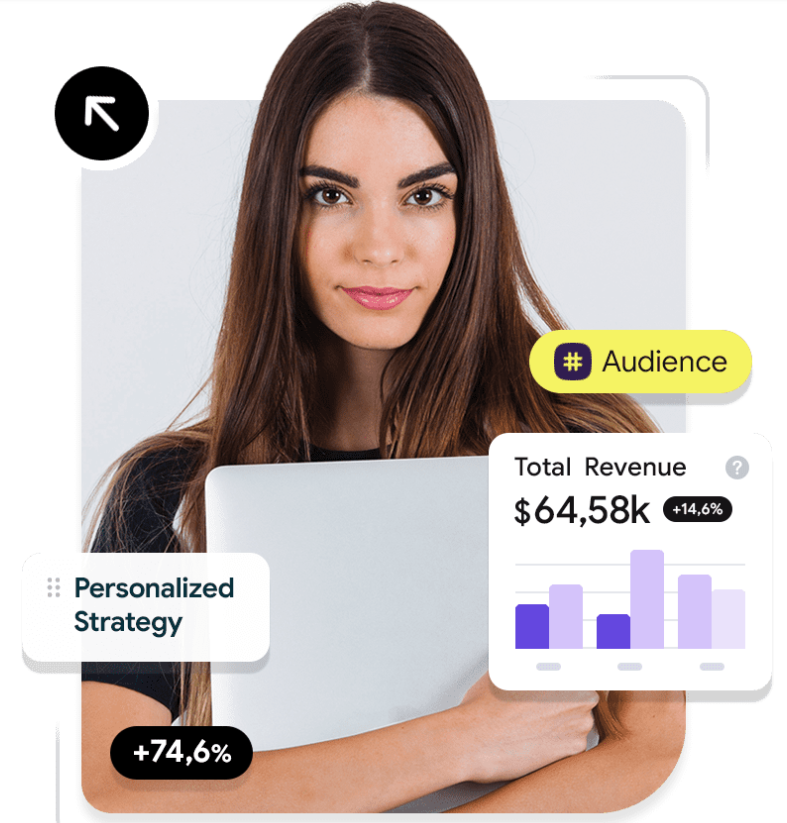 # Audience
Total Revenue ?
$64,58k +14,6%
Personalized
Strategy
+74,6%